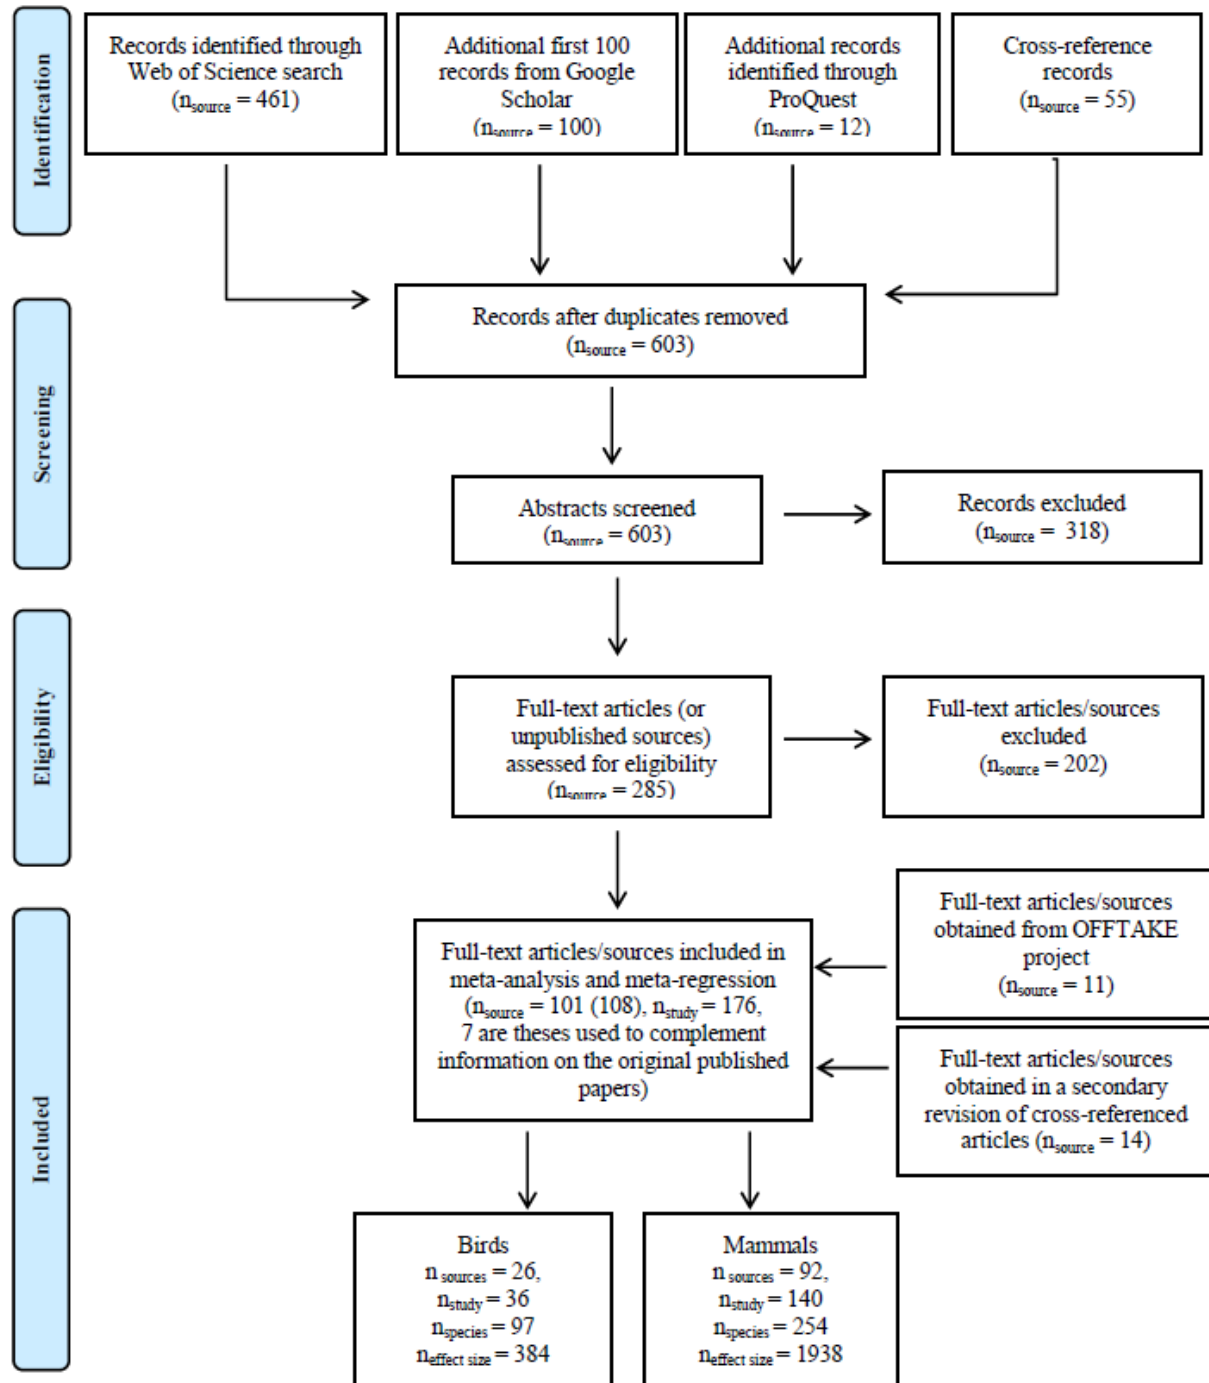 Identification
Records identified through
Web of Science search
(nsource = 461)
Additional first 100
records from Google
Scholar
(nsource = 100)
Additional records
identified through
ProQuest
(nsource = 12)
Cross-reference
records
(nsource = 55)
Screening
Records after duplicates removed
(nsource = 603)
Abstracts screened
(nsource = 603)
Records excluded
(nsource = 318)
Eligibility
Full-text articles (or
unpublished sources)
assessed for eligibility
(nsource = 285)
Full-text articles/sources
excluded
(nsource = 202)
Included
Full-text articles/sources included in
meta-analysis and meta-regression
(nsource = 101 (108), nstudy = 176,
7 are theses used to complement
information on the original published
papers)
Full-text articles/sources
obtained from OFFTAKE
project
(nsource = 11)
Full-text articles/sources
obtained in a secondary
revision of cross-referenced
articles (nsource = 14)
Birds
n sources = 26,
nstudy = 36
nspecies = 97
neffect size = 384
Mammals
n sources = 92,
nstudy = 140
nspecies = 254
neffect size = 1938